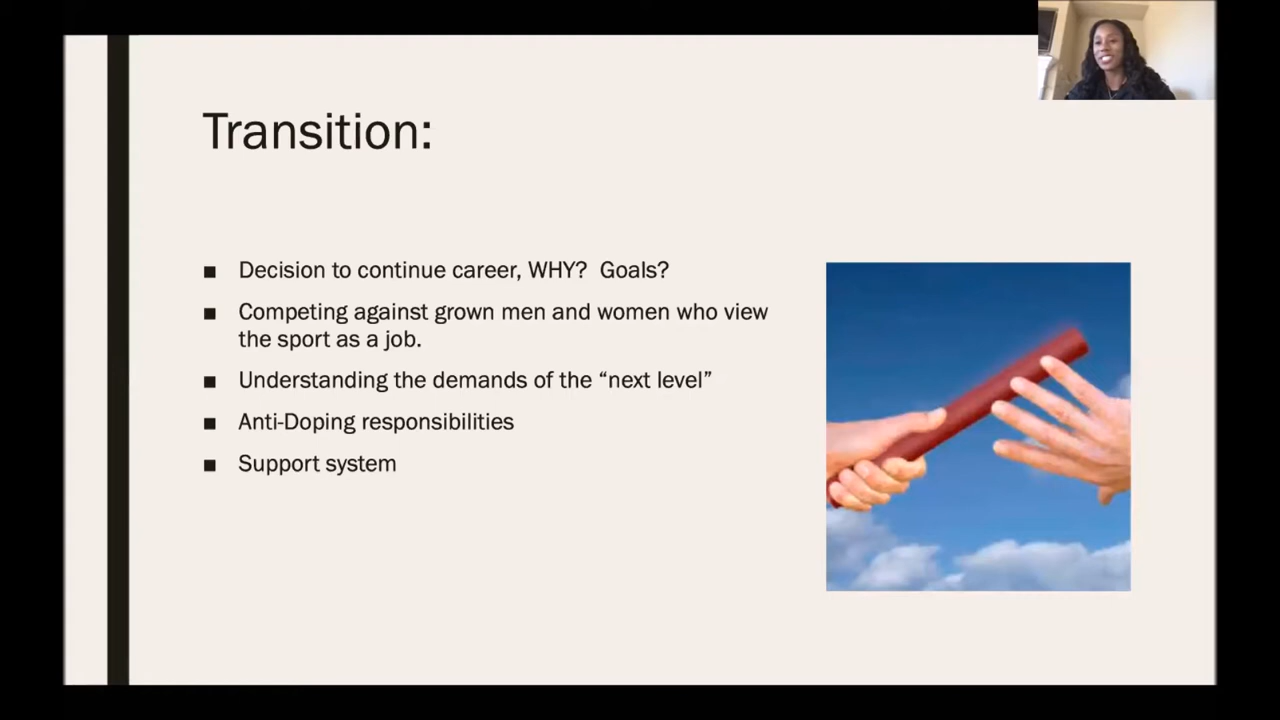 Transition:
Decision to continue career, WHY?  Goals?
Competing against grown men and women who view
the sport as a job.
Understanding the demands of the “next level”
Anti-Doping responsibilities
Support system